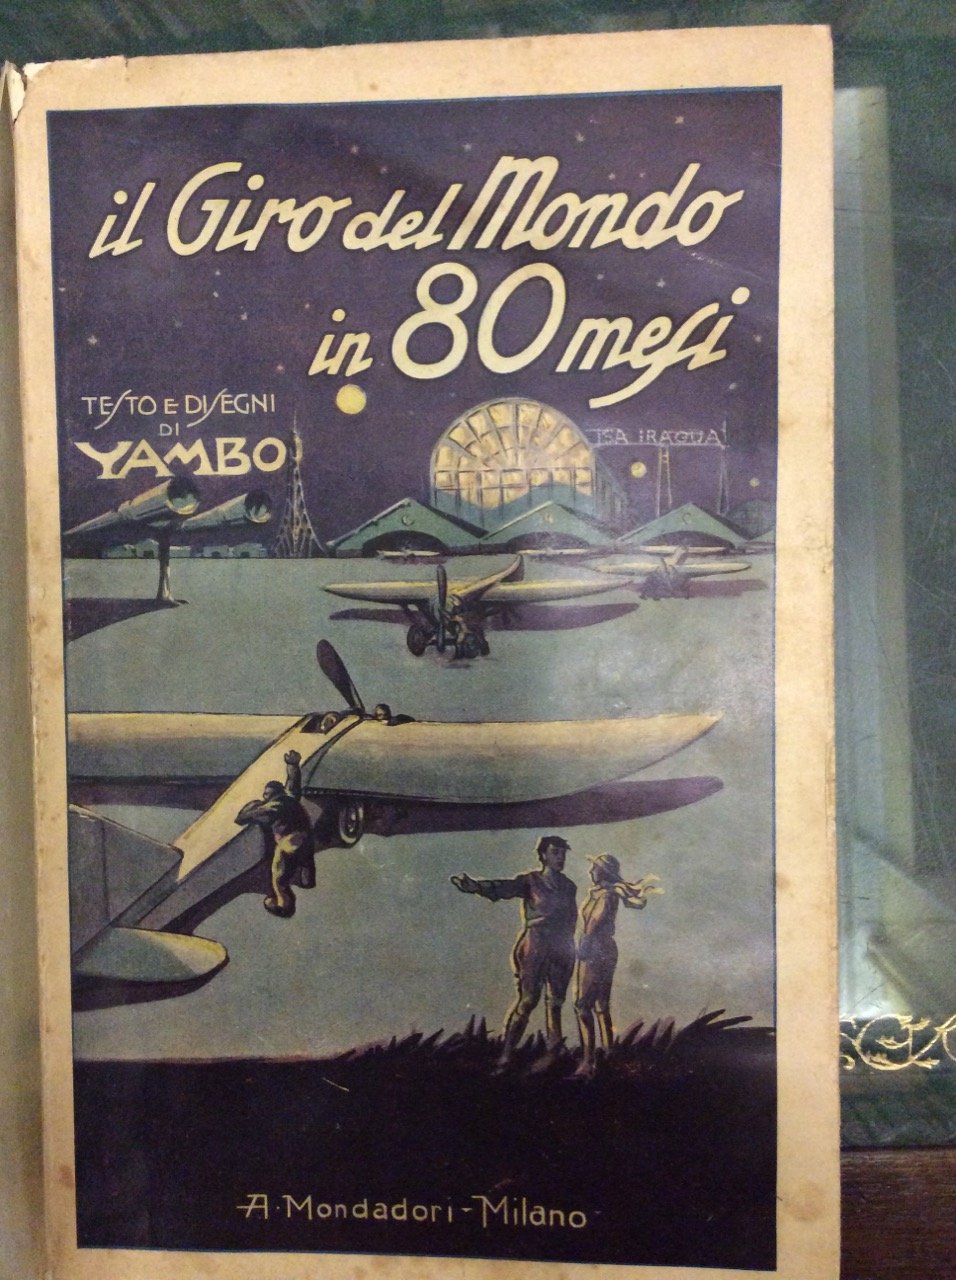 il Giro del Mondo
in 80 mesi
TESTO E DISEGNI
DI
YAMBO
A. Mondadori - Milano